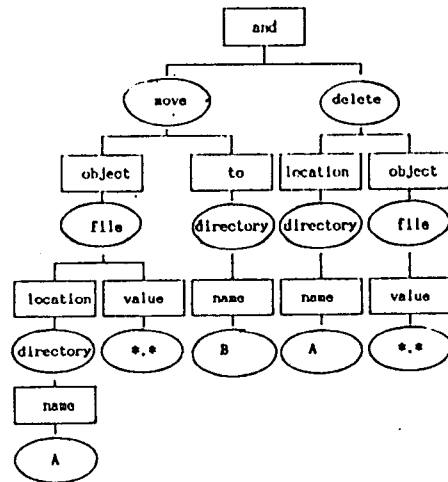 and
move delete
object to location object
file directory directory file
location value name name value
directory *.* B A *.*
name
A